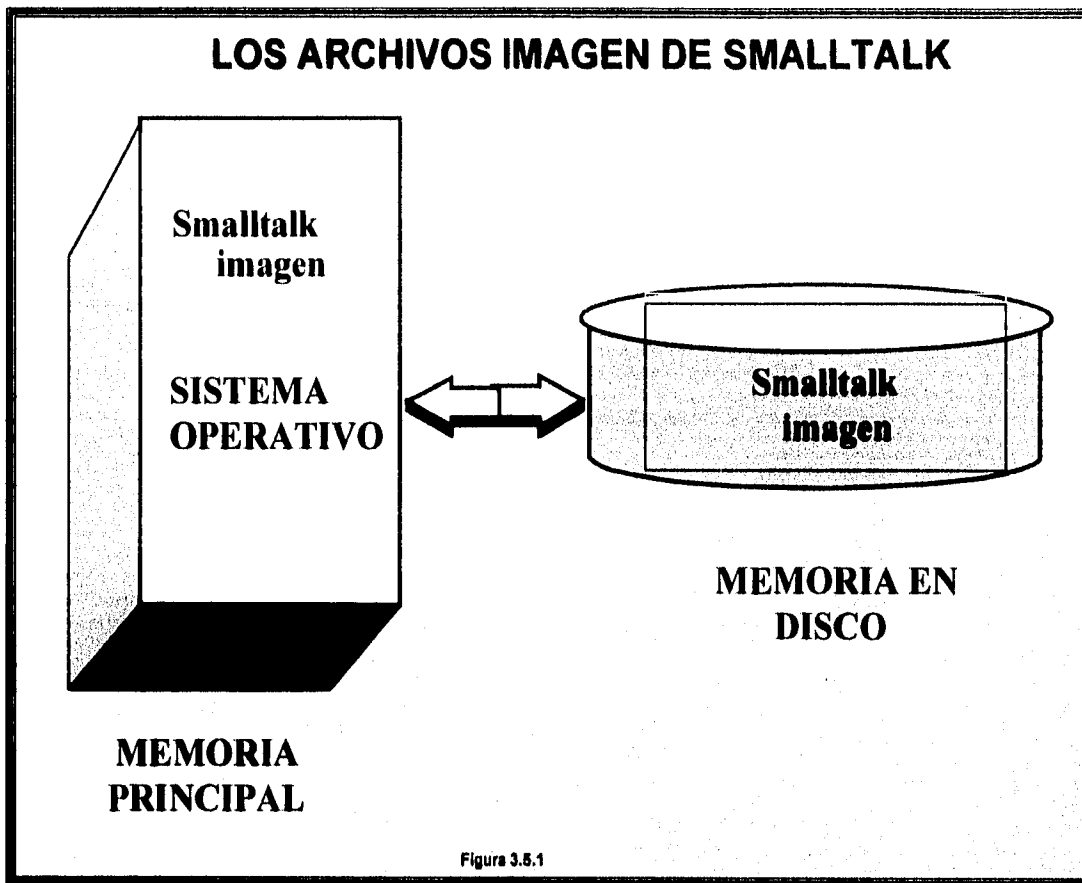 LOS ARCHIVOS IMAGEN DE SMALLTALK
Smalltalk
imagen
SISTEMA
OPERATIVO
Smalltalk
imagen
MEMORIA EN
DISCO
MEMORIA
PRINCIPAL
Figura 3.5.1